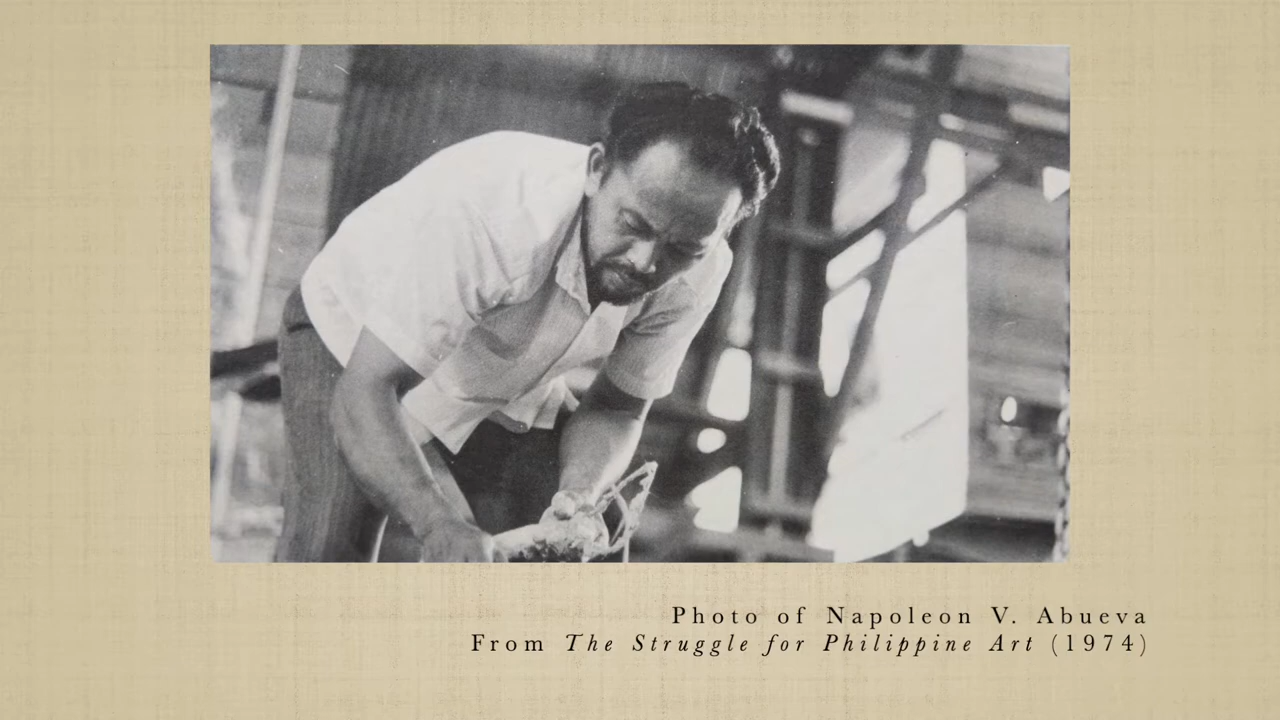 Photo of Napoleon V. Abueva
From The Struggle for Philippine Art (1974)